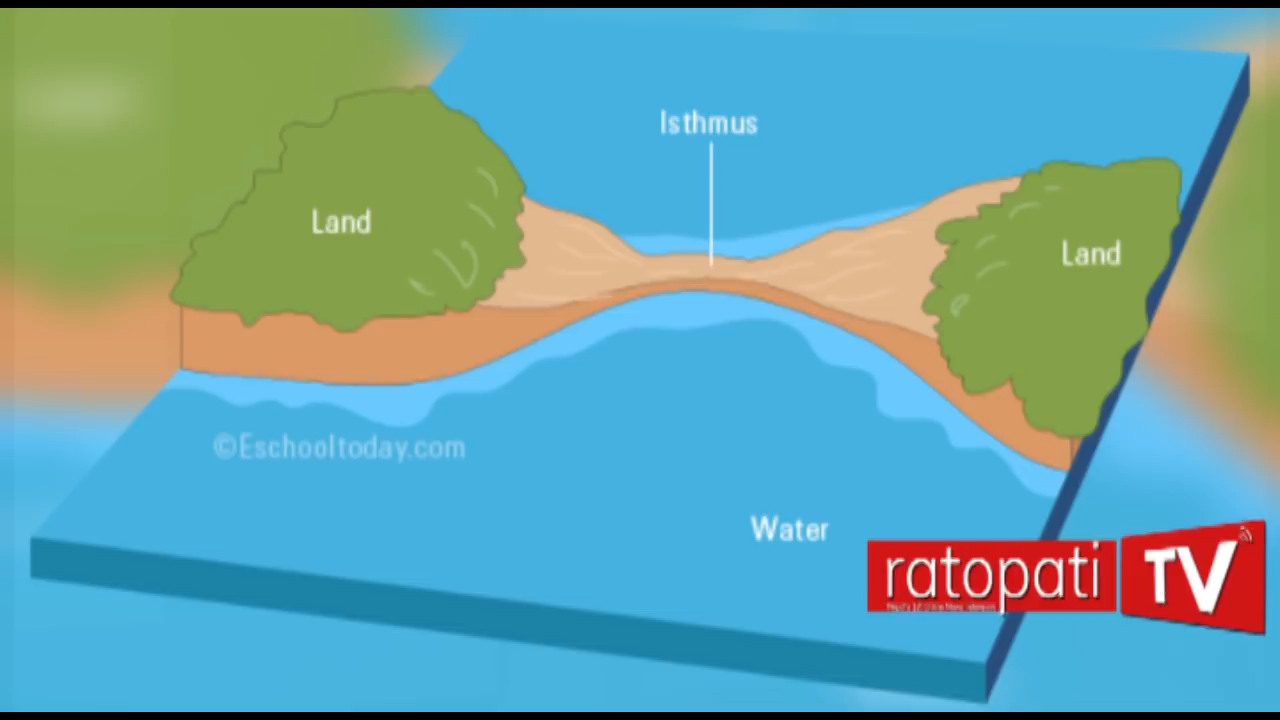 Isthmus
Land
Land
©Eschooltoday.com
Water
ratopati
TV